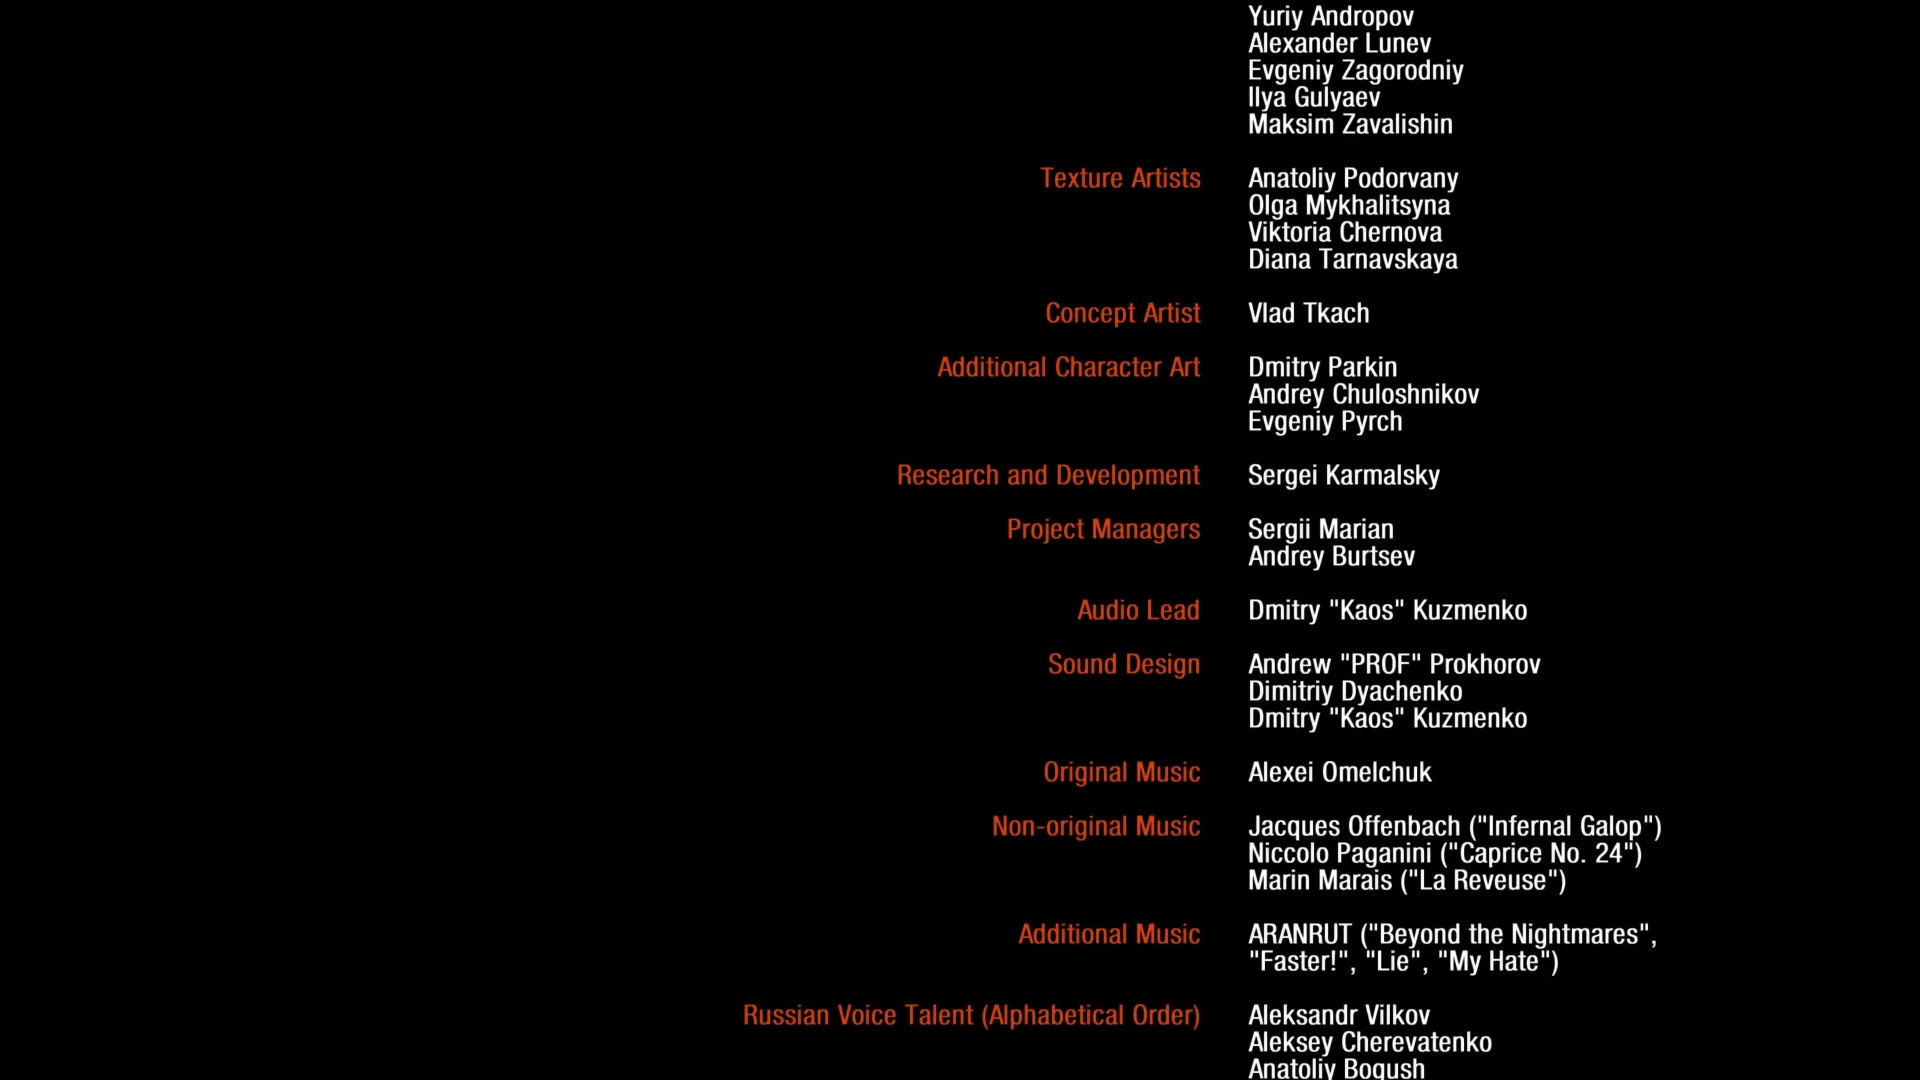 Yuriy Andropov
Alexander Lunev
Evgeniy Zagorodniy
Ilya Gulyaev
Maksim Zavalishin
Texture Artists Anatoliy Podorvany
Olga Mykhalitsyna
Viktoria Chernova
Diana Tarnavskaya
Concept Artist Vlad Tkach
Additional Character Art Dmitry Parkin
Andrey Chuloshnikov
Evgeniy Pyrch
Research and Development Sergei Karmalsky
Project Managers Sergii Marian
Andrey Burtsev
Audio Lead Dmitry "Kaos" Kuzmenko
Sound Design Andrew "PROF" Prokhorov
Dimitriy Dyachenko
Dmitry "Kaos" Kuzmenko
Original Music Alexei Omelchuk
Non-original Music Jacques Offenbach ("Infernal Galop")
Niccolo Paganini ("Caprice No. 24")
Marin Marais ("La Reveuse")
Additional Music ARANRUT ("Beyond the Nightmares",
"Faster!", "Lie", "My Hate")
Russian Voice Talent (Alphabetical Order) Aleksandr Vilkov
Aleksey Cherevatenko
Anatoliy Bogush